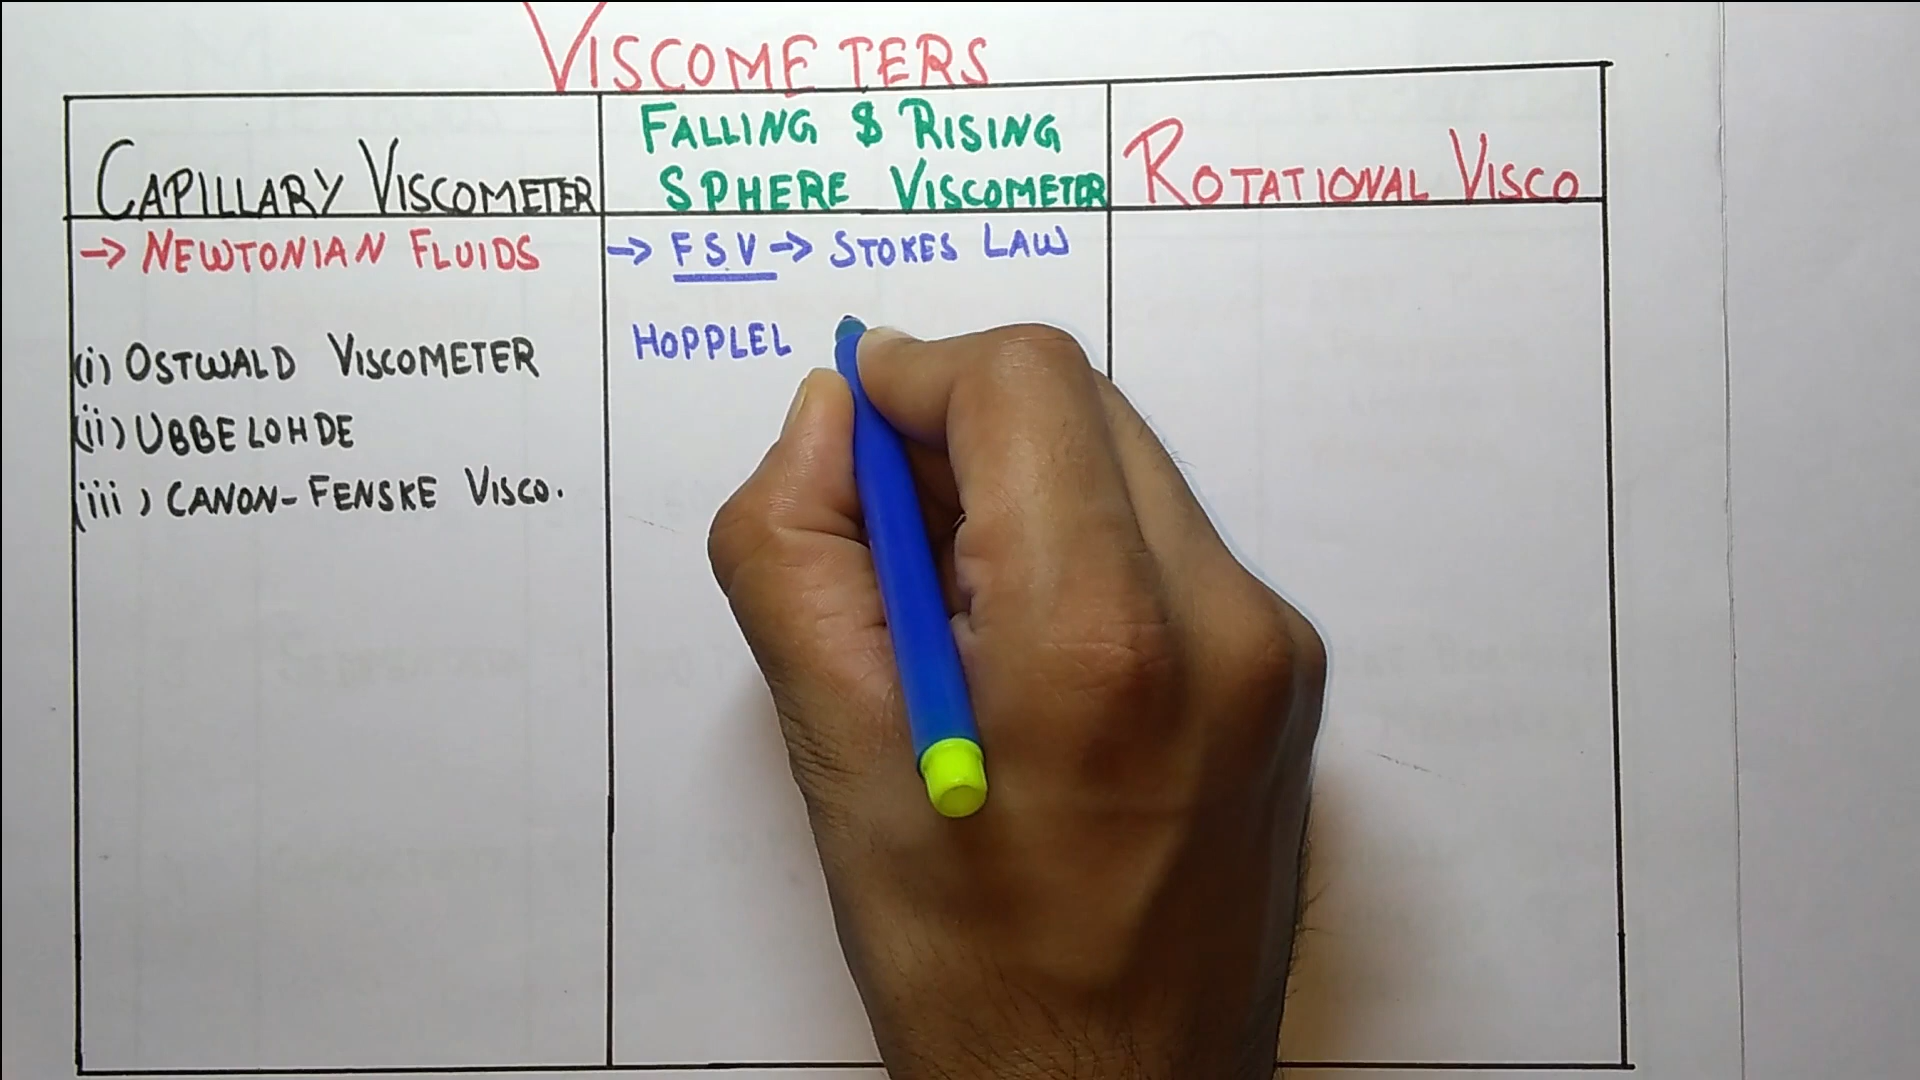 VISCOMETERS
CAPILLARY VISCOMETER
FALLING & RISING
SPHERE VISCOMETER
ROTATIONAL VISCO
→ NEWTONIAN FLUIDS
(i) OSTWALD VISCOMETER
(ii) UBBELOHDE
(iii) CANON-FENSKE VISCO.
→ FSV → STOKES LAW
HOPPLEL